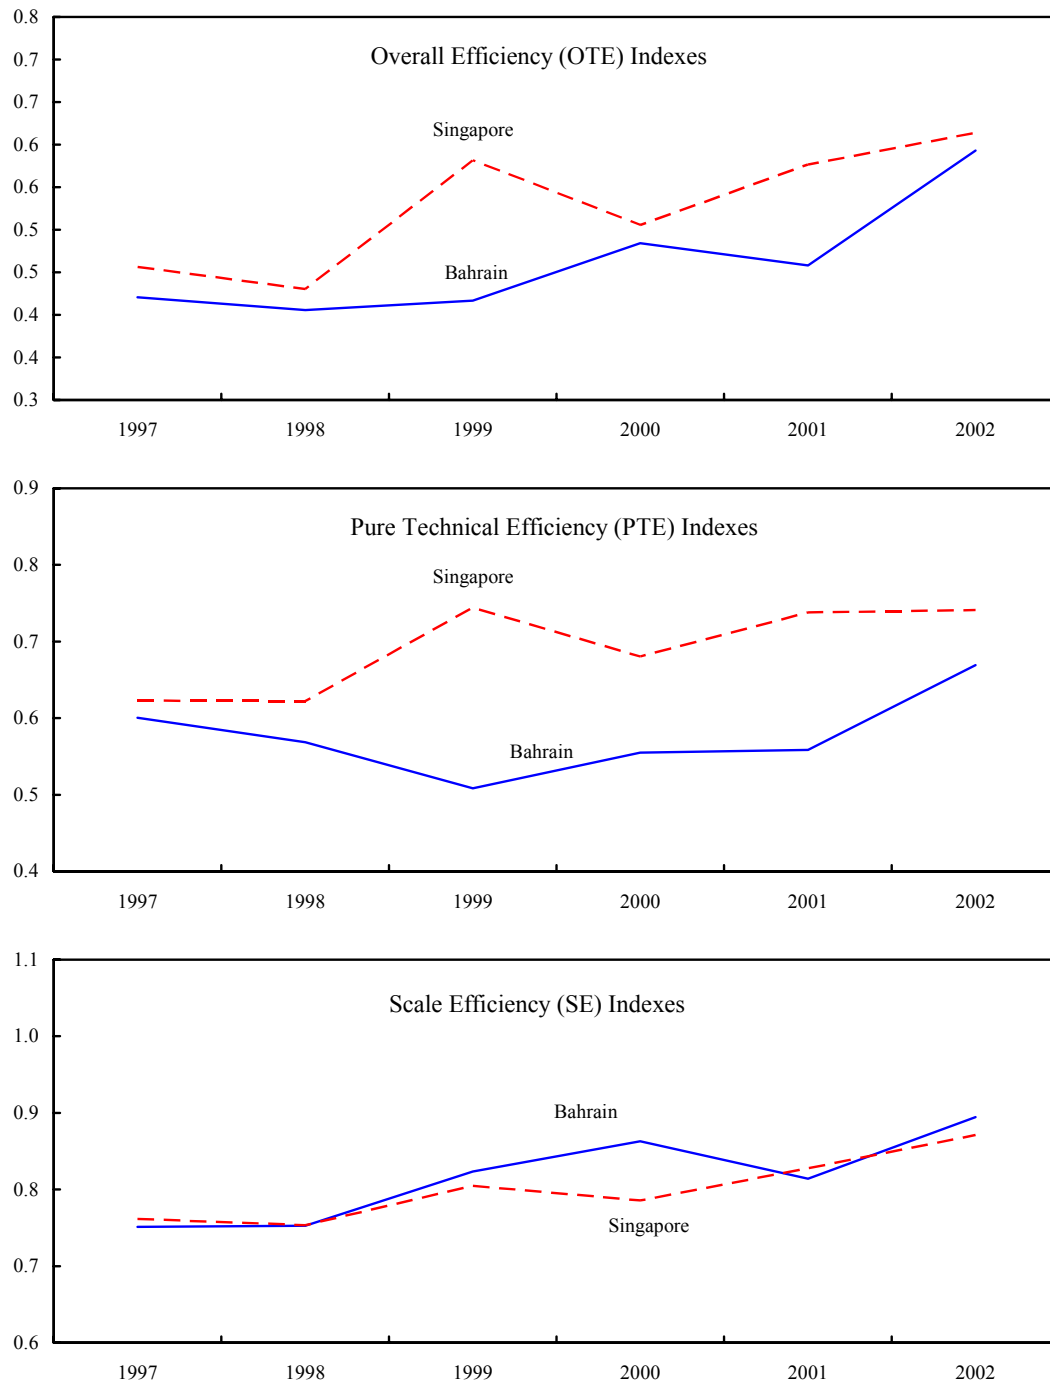 Overall Efficiency (OTE) Indexes
0.8
0.7
0.7
0.6
0.6
0.5
0.5
0.4
0.4
0.3
Singapore
Bahrain
1997 1998 1999 2000 2001 2002
Pure Technical Efficiency (PTE) Indexes
0.9
0.8
0.7
0.6
0.5
0.4
Singapore
Bahrain
1997 1998 1999 2000 2001 2002
Scale Efficiency (SE) Indexes
1.1
1.0
0.9
0.8
0.7
0.6
Bahrain
Singapore
1997 1998 1999 2000 2001 2002